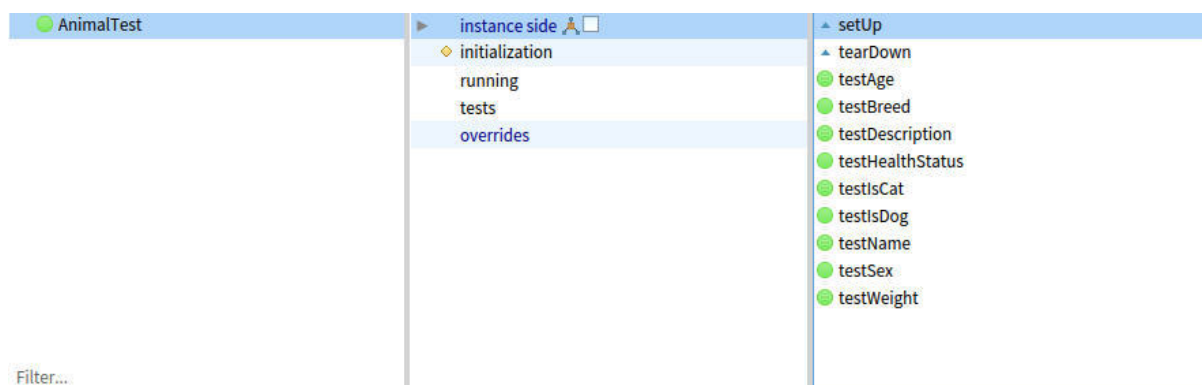 AnimalTest
Filter...
instance side
initialization
running
tests
overrides
setUp
tearDown
testAge
testBreed
testDescription
testHealthStatus
testIsCat
testIsDog
testName
testSex
testWeight